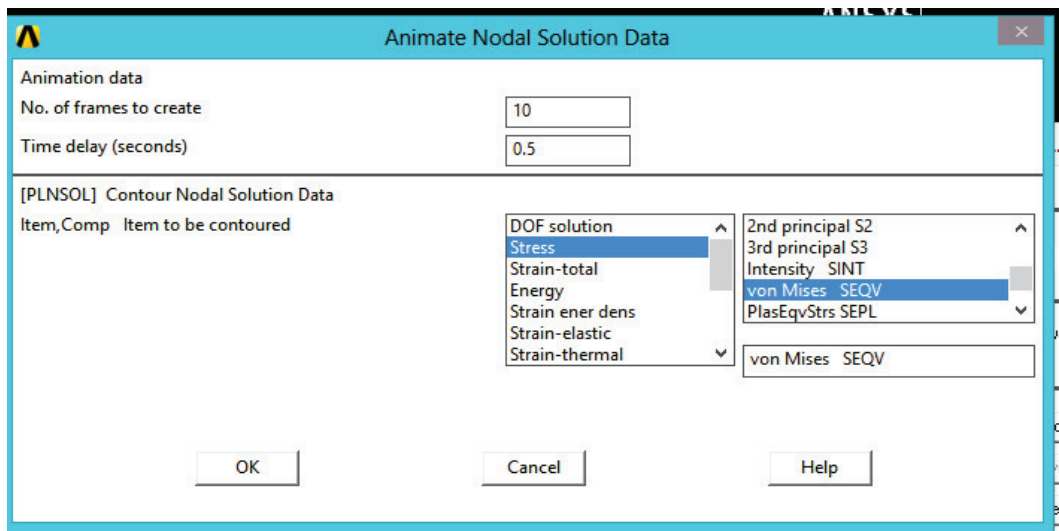 Animate Nodal Solution Data
Animation data
No. of frames to create
10
Time delay (seconds)
0.5
[PLNSOL] Contour Nodal Solution Data
Item,Comp Item to be contoured
DOF solution
Stress
Strain-total
Energy
Strain ener dens
Strain-elastic
Strain-thermal
2nd principal S2
3rd principal S3
Intensity SINT
von Mises SEQV
PlasEqvStrs SEPL
von Mises SEQV
OK
Cancel
Help